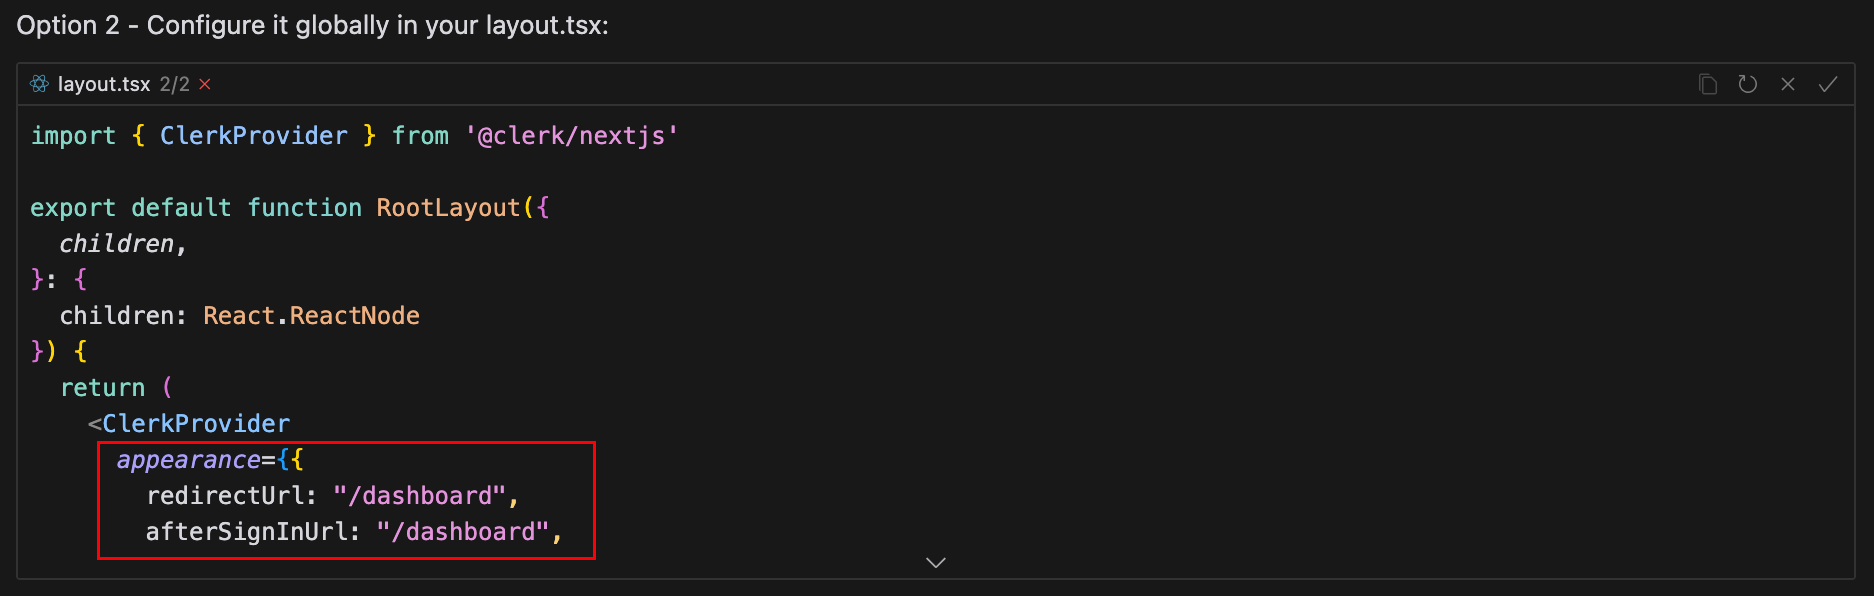 Option 2 - Configure it globally in your layout.tsx:
layout.tsx 2/2
import { ClerkProvider } from '@clerk/nextjs'
export default function RootLayout({
  children,
}: {
  children: React.ReactNode
}) {
  return (
    <ClerkProvider
      appearance={{
        redirectUrl: "/dashboard",
        afterSignInUrl: "/dashboard",